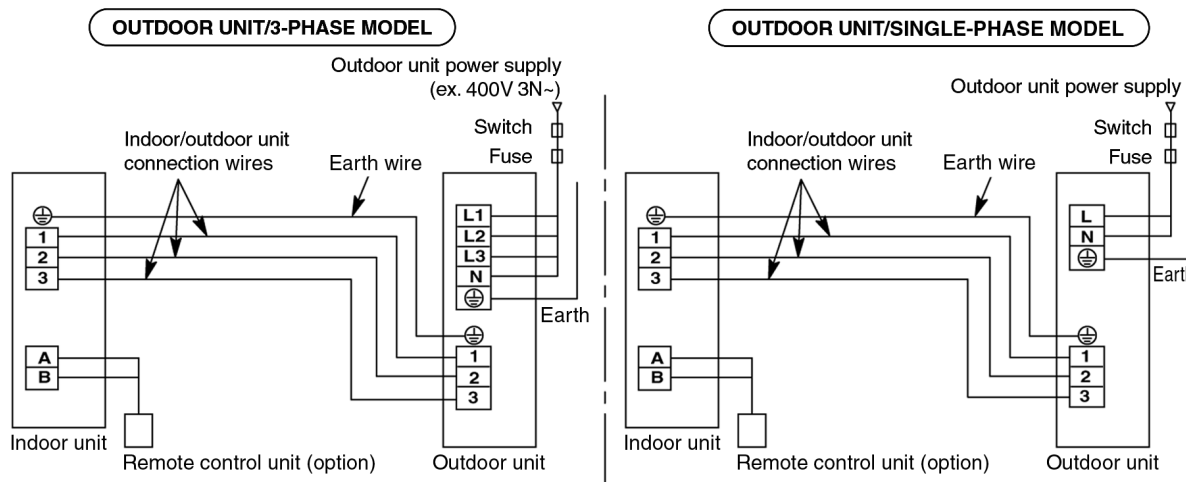 OUTDOOR UNIT/3-PHASE MODEL
Outdoor unit power supply
(ex. 400V 3N~)
Switch
Fuse
Indoor/outdoor unit
connection wires
Earth wire
1
2
3
A
B
L1
L2
L3
N
Earth
1
2
3
Indoor unit
Remote control unit (option)
Outdoor unit
OUTDOOR UNIT/SINGLE-PHASE MODEL
Outdoor unit power supply
Switch
Fuse
Indoor/outdoor unit
connection wires
Earth wire
1
2
3
A
B
L
N
Earth
1
2
3
Indoor unit
Remote control unit (option)
Outdoor unit